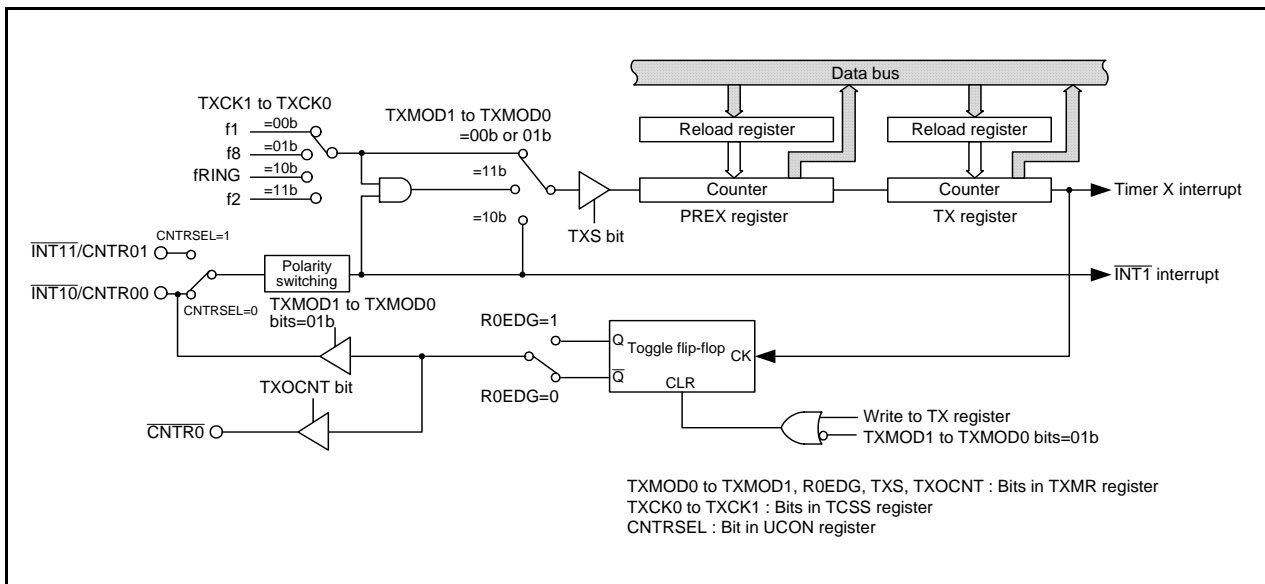 Data bus
TXCK1 to TXCK0
f1
=00b
f8
=01b
fRING
=10b
f2
=11b
TXMOD1 to TXMOD0
=00b or 01b
=11b
=10b
TXS bit
Reload register
Reload register
Counter
Counter
PREX register
TX register
Timer X interrupt
INT11/CNTR01
CNTRSEL=1
INT10/CNTR00
CNTRSEL=0
Polarity
switching
INT1 interrupt
TXMOD1 to TXMOD0
bits=01b
R0EDG=1
R0EDG=0
Q
Toggle flip-flop
CK
Q
CLR
TXOCNT bit
CNTR0
Write to TX register
TXMOD1 to TXMOD0 bits=01b
TXMOD0 to TXMOD1, R0EDG, TXS, TXOCNT : Bits in TXMR register
TXCK0 to TXCK1 : Bits in TCSS register
CNTRSEL : Bit in UCON register